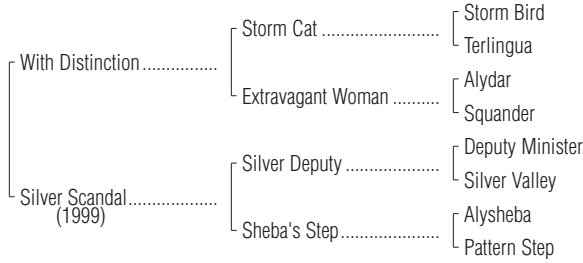 Storm Bird
Storm Cat ........................
Terlingua
With Distinction................
Alydar
Extravagant Woman ..........
Squander
Deputy Minister
Silver Deputy ...................
Silver Valley
Silver Scandal...................
(1999)
Alysheba
Sheba's Step....................
Pattern Step